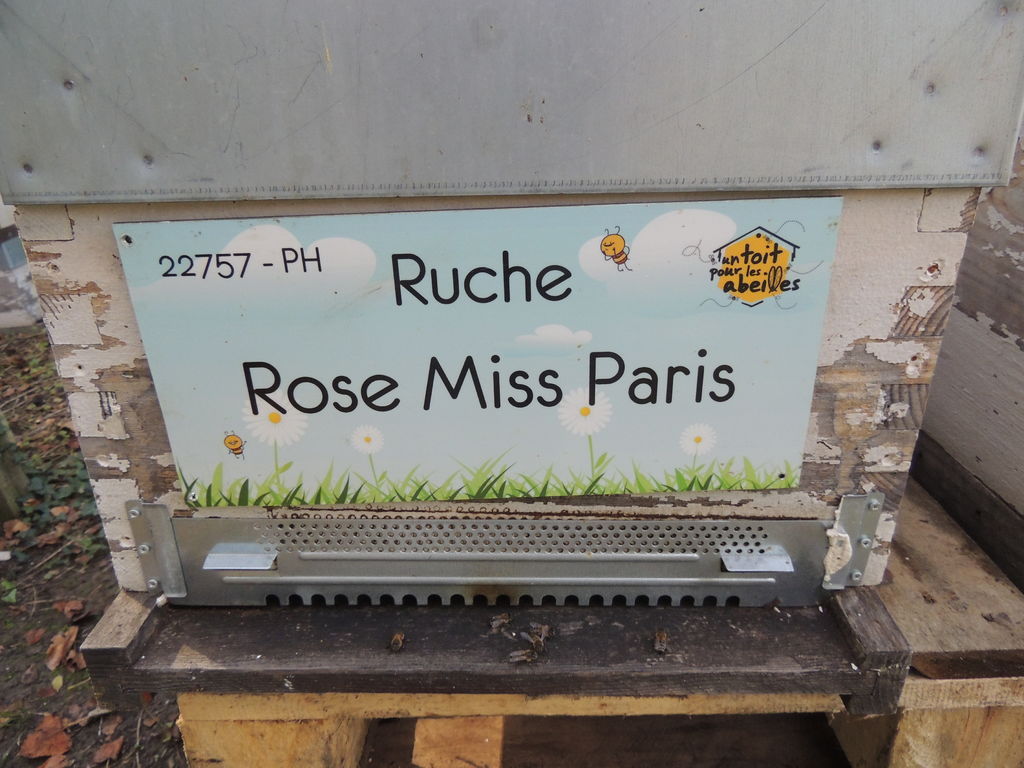 22757 - PH
Ruche
un toit
pour les
abeilles
Rose Miss Paris